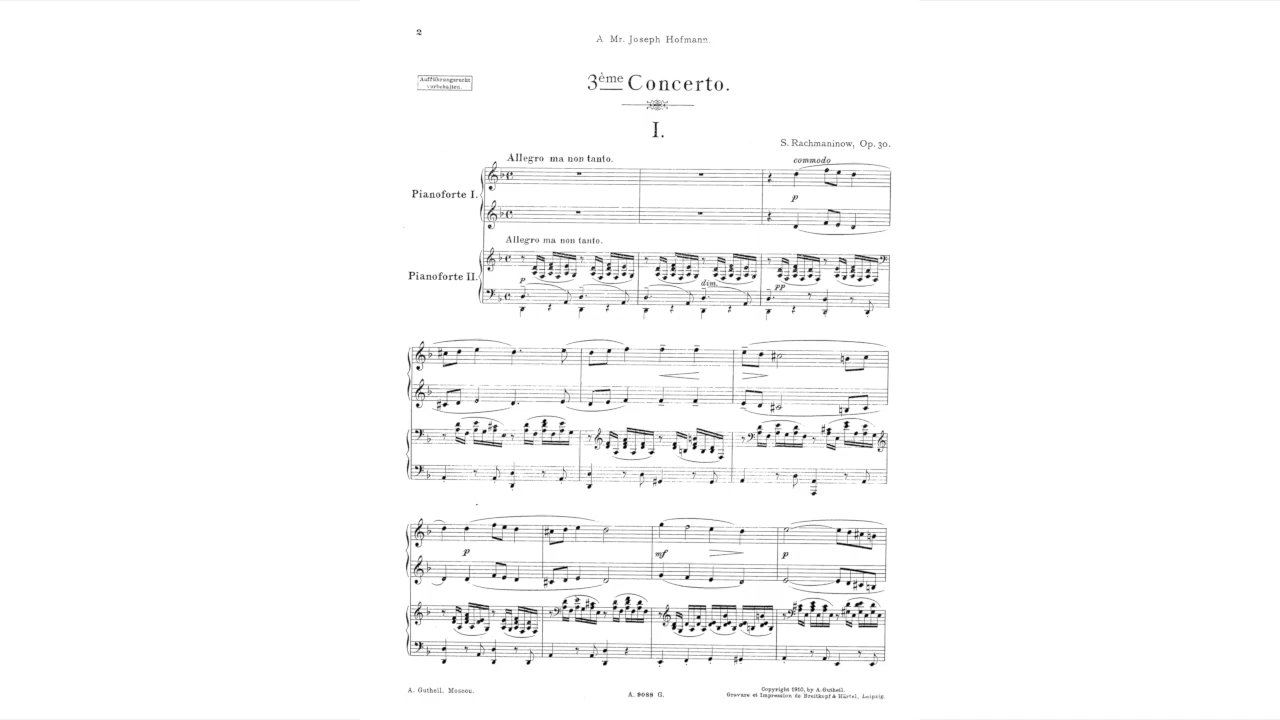 2
A Mr. Joseph Hofmann.
Aufführungsrecht
vorbehalten.
3ème Concerto.
I.
S. Rachmaninow, Op. 30.
Allegro ma non tanto.
commodo
Pianoforte I.
p
Allegro ma non tanto.
Pianoforte II.
p
dim.
pp
p
mf
p
A. Gutheil, Moscou.
A. 9089 G.
Copyright 1910, by A. Gutheil.
Gravure et Impression de Breitkopf & Härtel, Leipzig.